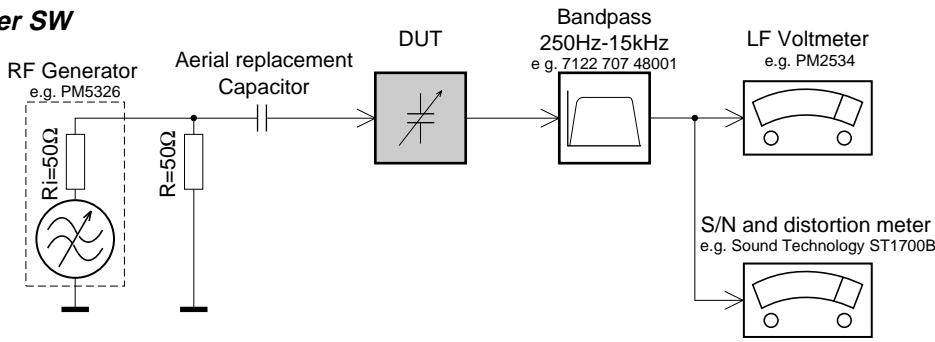 er SW
RF Generator
e.g. PM5326
Ri=50Ω
R=50Ω
Aerial replacement
Capacitor
DUT
Bandpass
250Hz-15kHz
e g. 7122 707 48001
LF Voltmeter
e.g. PM2534
S/N and distortion meter
e.g. Sound Technology ST1700B